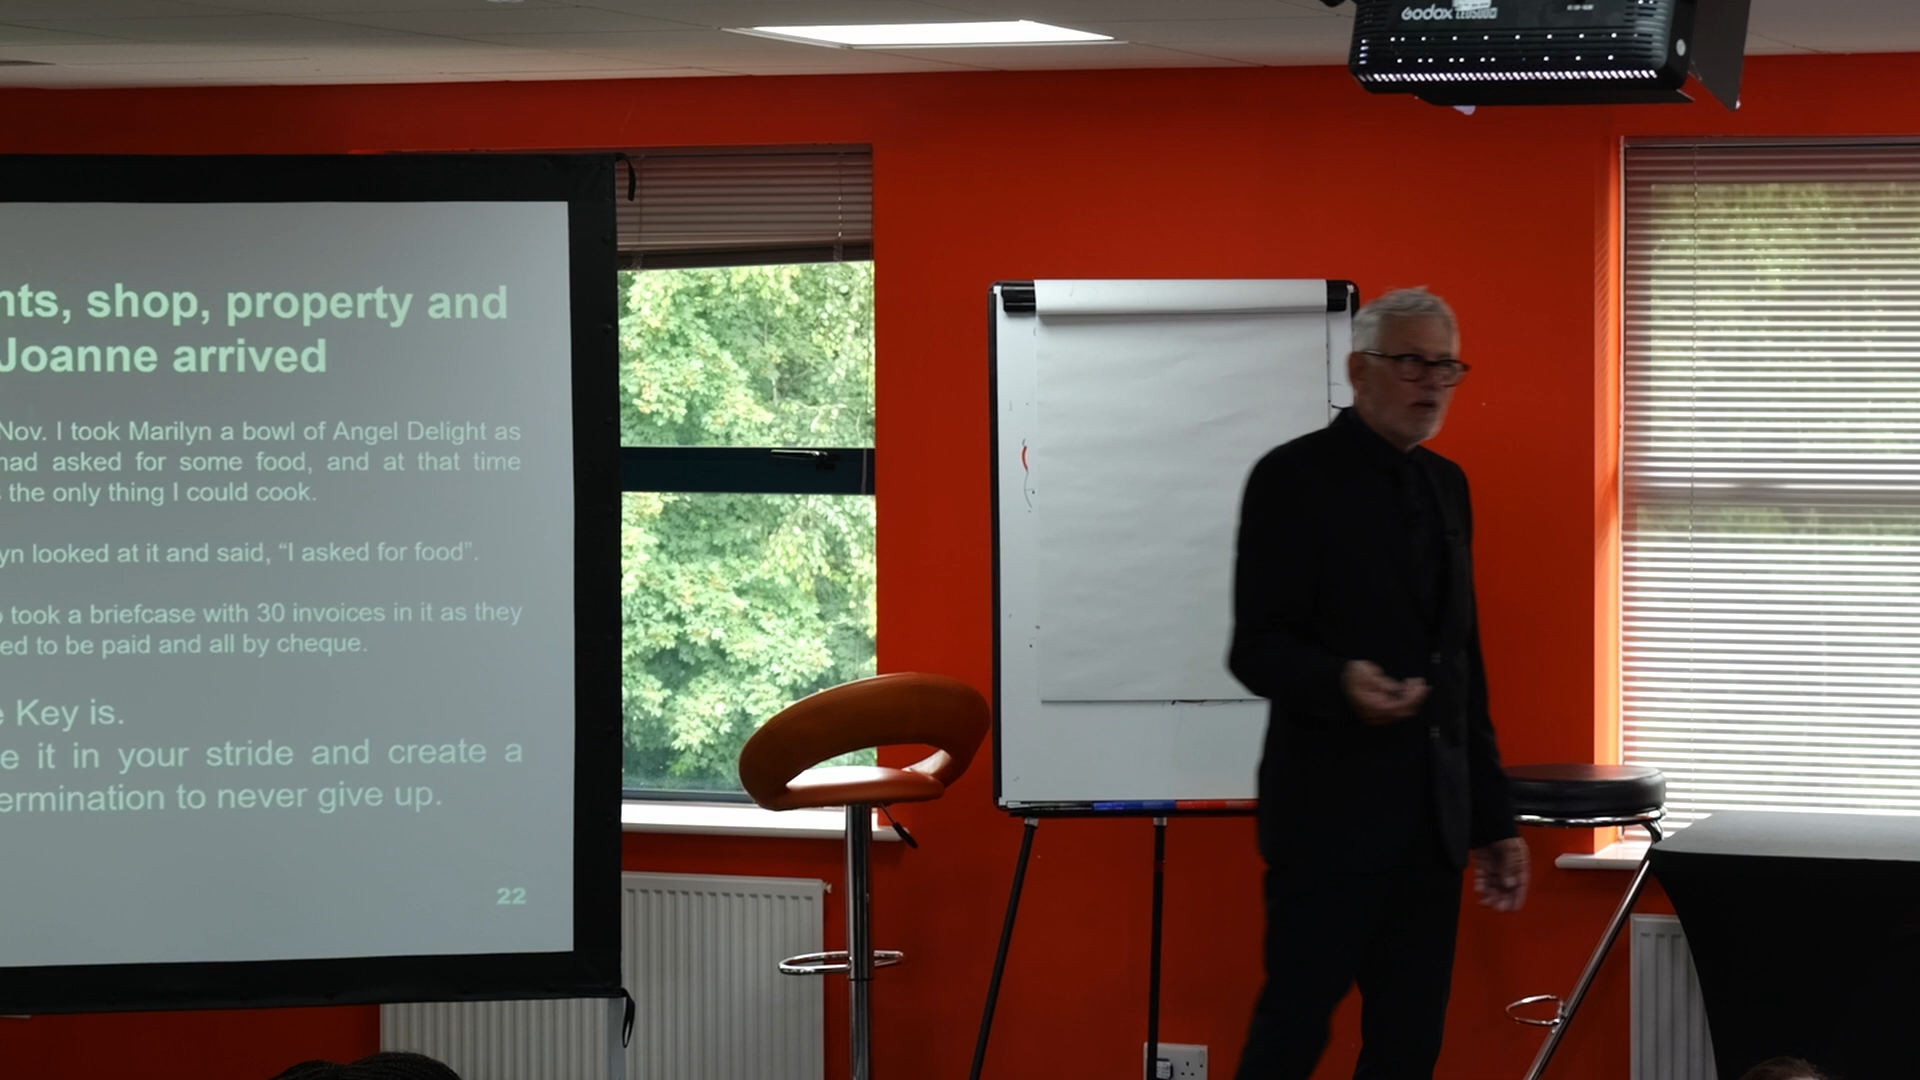 Godox LED500
nts, shop, property and
Joanne arrived
Nov. I took Marilyn a bowl of Angel Delight as
had asked for some food, and at that time
the only thing I could cook.
yn looked at it and said, “I asked for food”.
took a briefcase with 30 invoices in it as they
ed to be paid and all by cheque.
e Key is.
e it in your stride and create a
ermination to never give up.
22